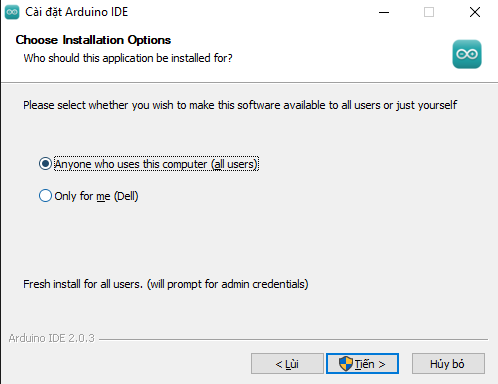 Cài đặt Arduino IDE
Choose Installation Options
Who should this application be installed for?
Please select whether you wish to make this software available to all users or just yourself
Anyone who uses this computer (all users)
Only for me (Dell)
Fresh install for all users. (will prompt for admin credentials)
Arduino IDE 2.0.3
< Lùi
Tiến >
Hủy bỏ